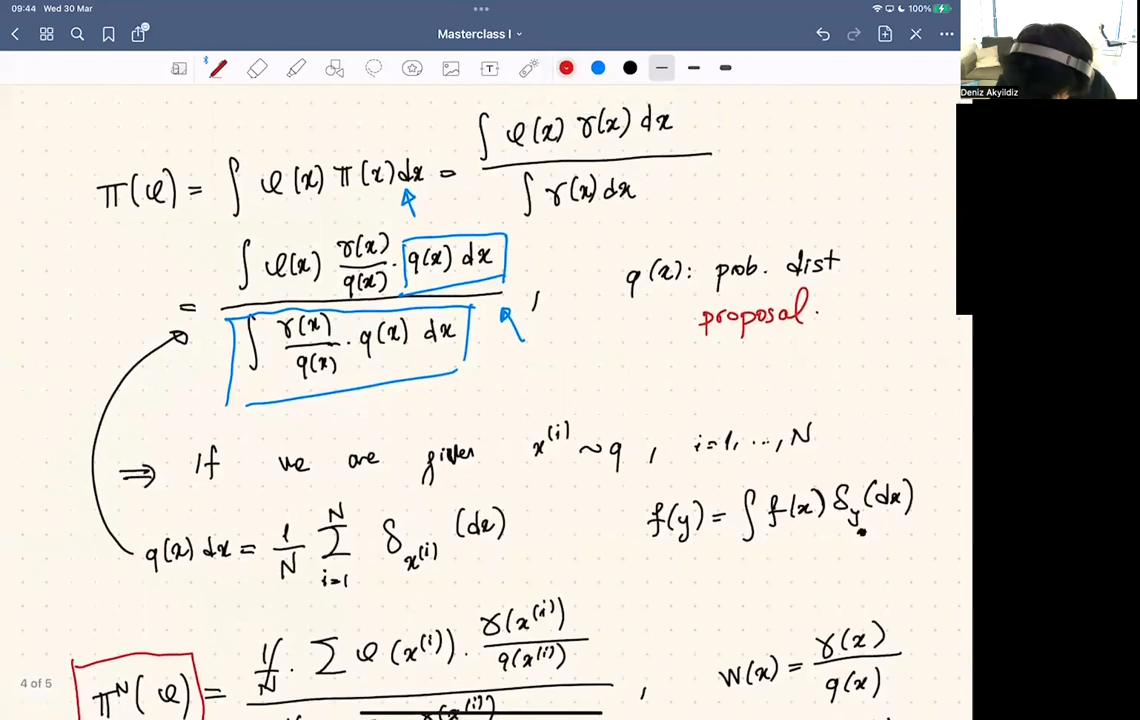 09:44 Wed 30 Mar
100%
Masterclass I
Deniz Akyildiz
π(φ) = ∫ φ(x) π(x) dx = ∫ φ(x) γ(x) dx / ∫ γ(x) dx
= ∫ φ(x) γ(x)/q(x) · q(x) dx / ∫ γ(x)/q(x) · q(x) dx ,
q(x): prob. dist
proposal.
⇒ If we are given x^(i) ~ q , i=1, ..., N
q(x) dx = 1/N Σ_{i=1}^{N} δ_{x^(i)} (dx)
f(y) = ∫ f(x) δ_y (dx)
π^N(φ) = 1/N · Σ φ(x^(i)) · γ(x^(i))/q(x^(i)) ,
γ(x^(i))
W(x) = γ(x)/q(x)
4 of 5